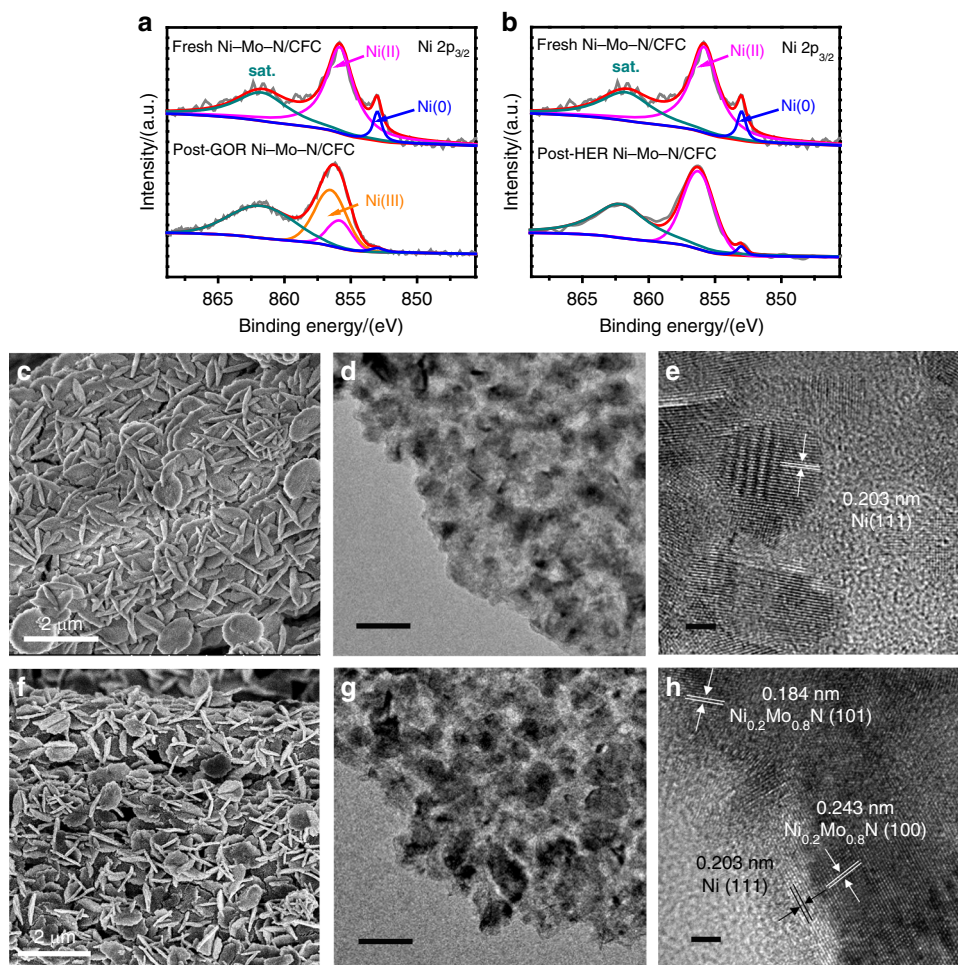 a
Fresh Ni–Mo–N/CFC
Ni 2p3/2
Ni(II)
sat.
Ni(0)
Post-GOR Ni–Mo–N/CFC
Ni(III)
Intensity/(a.u.)
865 860 855 850
Binding energy/(eV)
b
Fresh Ni–Mo–N/CFC
Ni 2p3/2
Ni(II)
sat.
Ni(0)
Post-HER Ni–Mo–N/CFC
Intensity/(a.u.)
865 860 855 850
Binding energy/(eV)
c
2 μm
d
e
0.203 nm
Ni(111)
f
2 μm
g
h
0.184 nm
Ni0.2Mo0.8N (101)
0.243 nm
Ni0.2Mo0.8N (100)
0.203 nm
Ni (111)